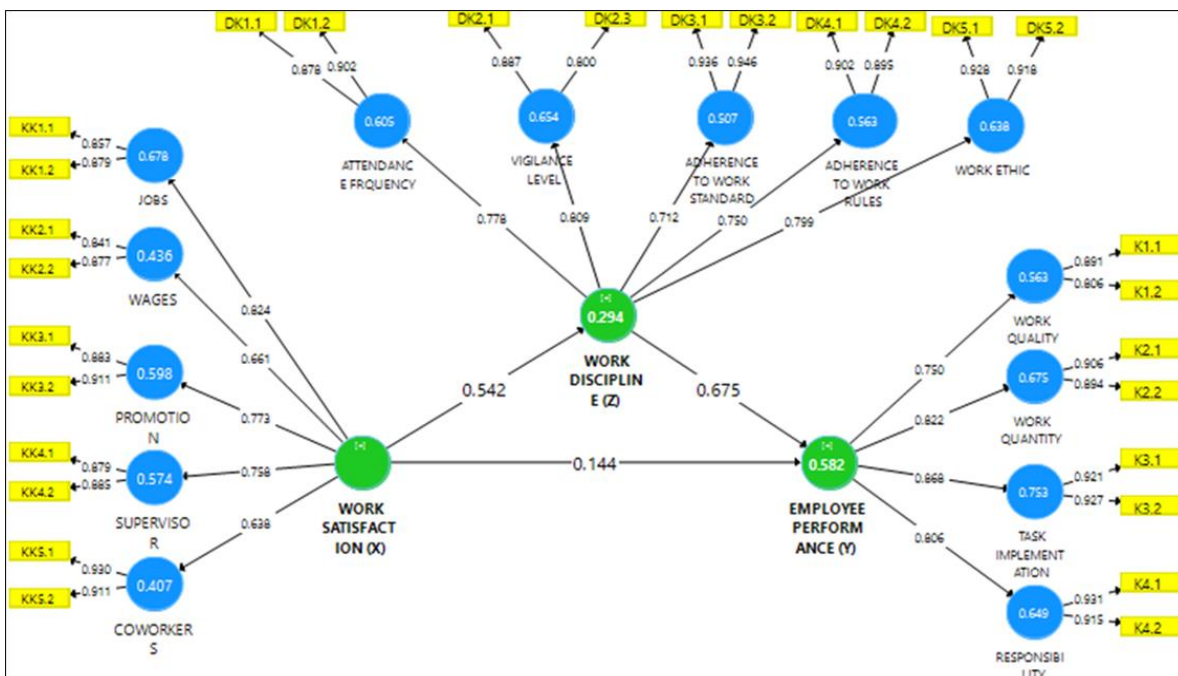 DK1.1
DK1.2
DK2.1
DK2.3
DK3.1
DK3.2
DK4.1
DK4.2
DK5.1
DK5.2
0.878
0.902
0.887
0.800
0.936
0.946
0.902
0.895
0.928
0.918
0.605
0.654
0.507
0.563
0.638
ATTENDANC
E FRQUENCY
VIGILANCE
LEVEL
ADHERENCE
TO WORK
STANDARD
ADHERENCE
TO WORK
RULES
WORK ETHIC
0.778
0.809
0.712
0.750
0.799
KK1.1
0.857
KK1.2
0.879
0.678
JOBS
KK2.1
0.841
KK2.2
0.877
0.436
WAGES
KK3.1
0.883
KK3.2
0.911
0.598
PROMOTIO
N
KK4.1
0.879
KK4.2
0.885
0.574
SUPERVISO
R
KK5.1
0.930
KK5.2
0.911
0.407
COWORKER
S
0.824
0.661
0.773
0.758
0.638
[+]
WORK
SATISFACT
ION (X)
0.542
0.144
[+]
0.294
WORK
DISCIPLIN
E (Z)
0.675
[+]
0.582
EMPLOYEE
PERFORM
ANCE (Y)
0.750
0.822
0.868
0.806
0.563
WORK
QUALITY
0.891
K1.1
0.806
K1.2
0.675
WORK
QUANTITY
0.906
K2.1
0.894
K2.2
0.753
TASK
IMPLEMENT
ATION
0.921
K3.1
0.927
K3.2
0.649
RESPONSIBI
LITY
0.931
K4.1
0.915
K4.2